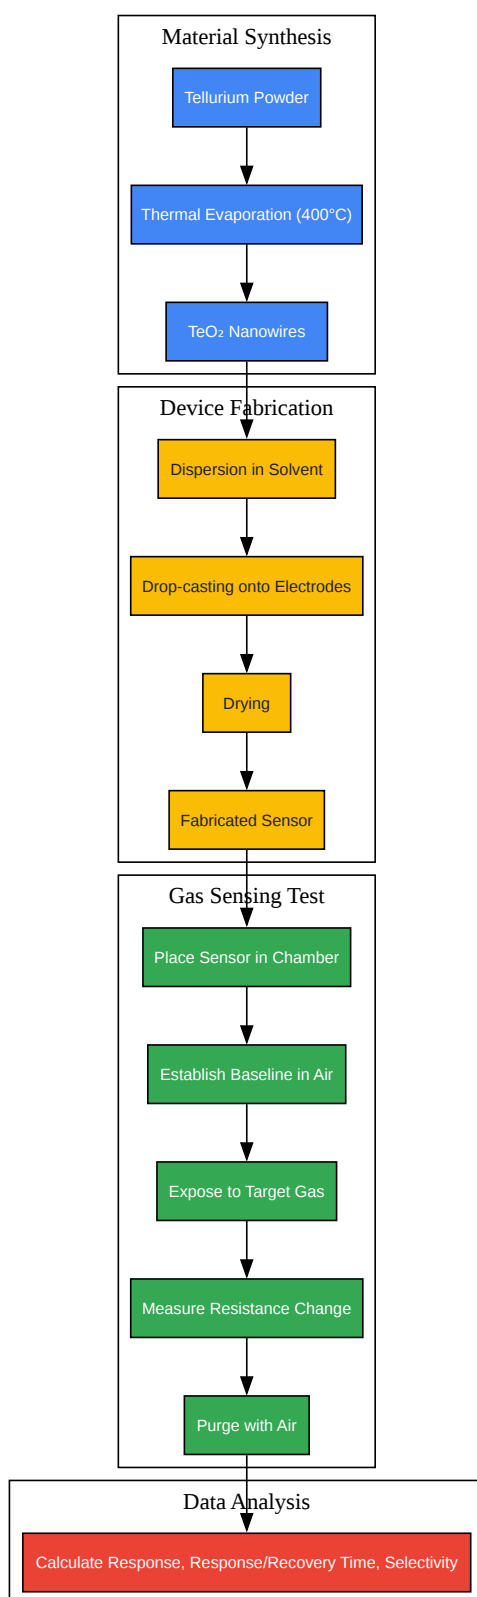 Material Synthesis
Tellurium Powder
Thermal Evaporation (400°C)
TeO₂ Nanowires
Device Fabrication
Dispersion in Solvent
Drop-casting onto Electrodes
Drying
Fabricated Sensor
Gas Sensing Test
Place Sensor in Chamber
Establish Baseline in Air
Expose to Target Gas
Measure Resistance Change
Purge with Air
Data Analysis
Calculate Response, Response/Recovery Time, Selectivity